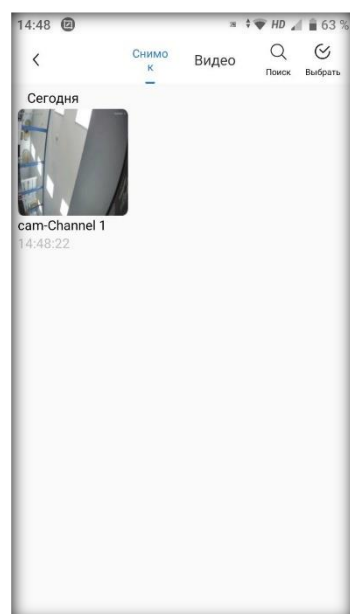 14:48 HD 63 %
Снимо
к
Видео
Поиск
Выбрать
Сегодня
cam-Channel 1
14:48:22